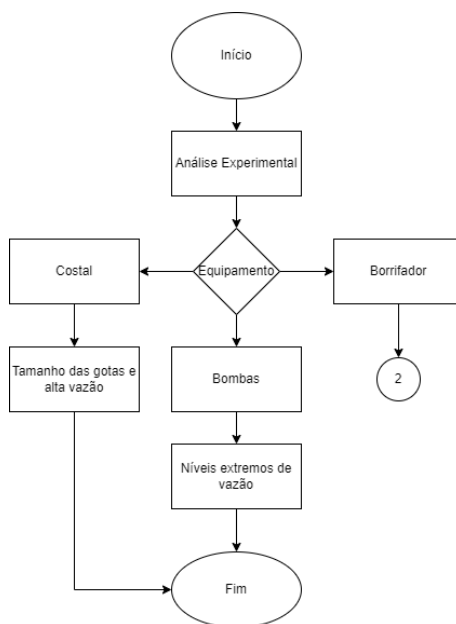 Início
Análise Experimental
Costal
Equipamento
Borrifador
Tamanho das gotas e
alta vazão
Bombas
2
Níveis extremos de
vazão
Fim